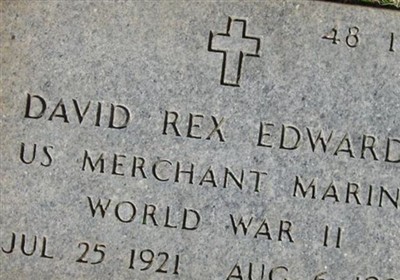 48
DAVID REX EDWARD
US MERCHANT MARIN
WORLD WAR II
JUL 25 1921 AUG